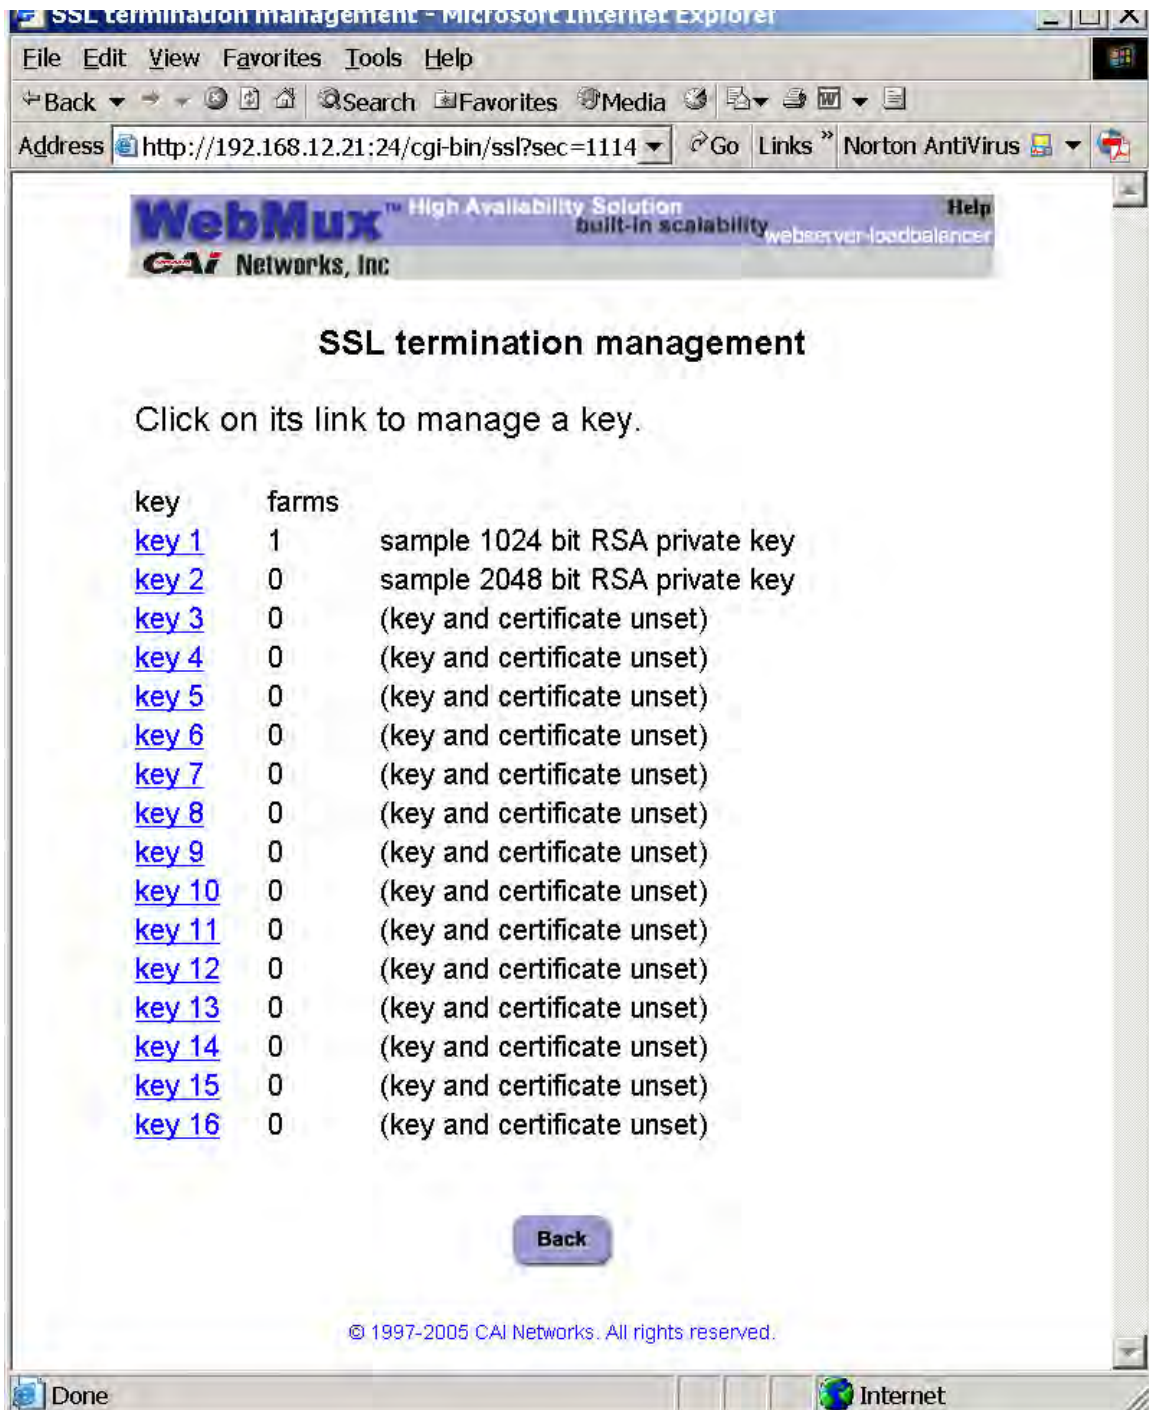 SSL termination management - Microsoft Internet Explorer
File Edit View Favorites Tools Help
Back Search Favorites Media
Address http://192.168.12.21:24/cgi-bin/ssl?sec=1114 Go Links » Norton AntiVirus
WebMux™ High Availability Solution Help
built-in scalability
webserver-loadbalancer
CAI Networks, Inc
SSL termination management
Click on its link to manage a key.
key farms
key 1 1 sample 1024 bit RSA private key
key 2 0 sample 2048 bit RSA private key
key 3 0 (key and certificate unset)
key 4 0 (key and certificate unset)
key 5 0 (key and certificate unset)
key 6 0 (key and certificate unset)
key 7 0 (key and certificate unset)
key 8 0 (key and certificate unset)
key 9 0 (key and certificate unset)
key 10 0 (key and certificate unset)
key 11 0 (key and certificate unset)
key 12 0 (key and certificate unset)
key 13 0 (key and certificate unset)
key 14 0 (key and certificate unset)
key 15 0 (key and certificate unset)
key 16 0 (key and certificate unset)
Back
© 1997-2005 CAI Networks. All rights reserved.
Done Internet